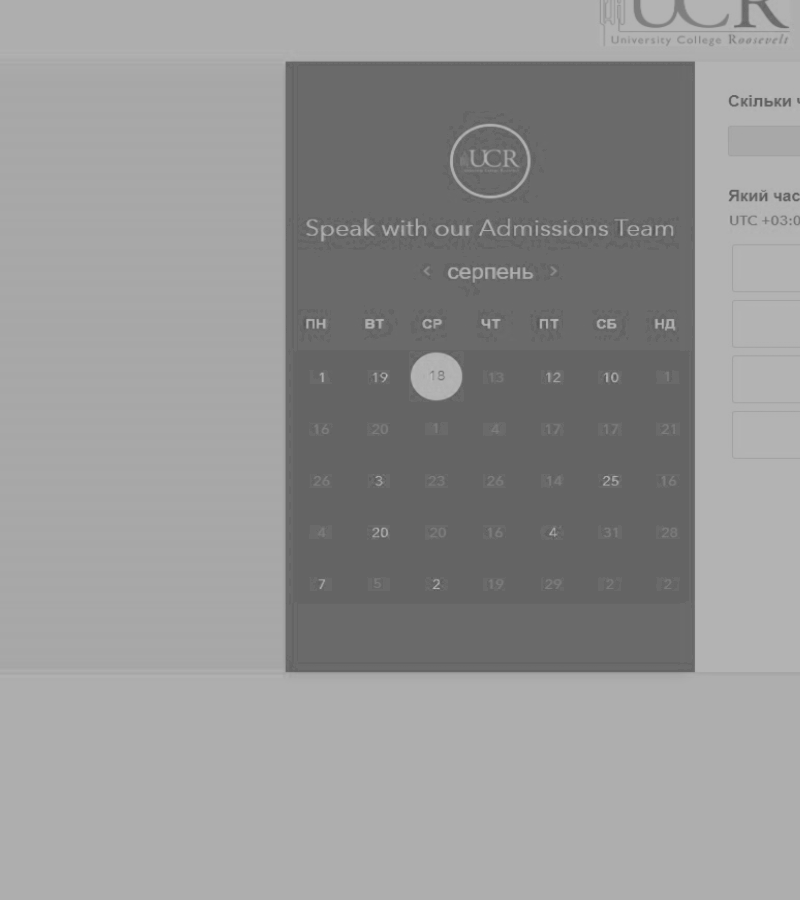 UCR
University College Roosevelt
Скільки
UCR
Який час
Speak with our Admissions Team
UTC +03:0
< серпень >
ПН ВТ СР ЧТ ПТ СБ НД
1 19 18 13 12 10 1
16 20 1 4 17 17 21
26 3 23 26 14 25 16
4 20 20 16 4 31 28
7 5 2 19 29 2 2